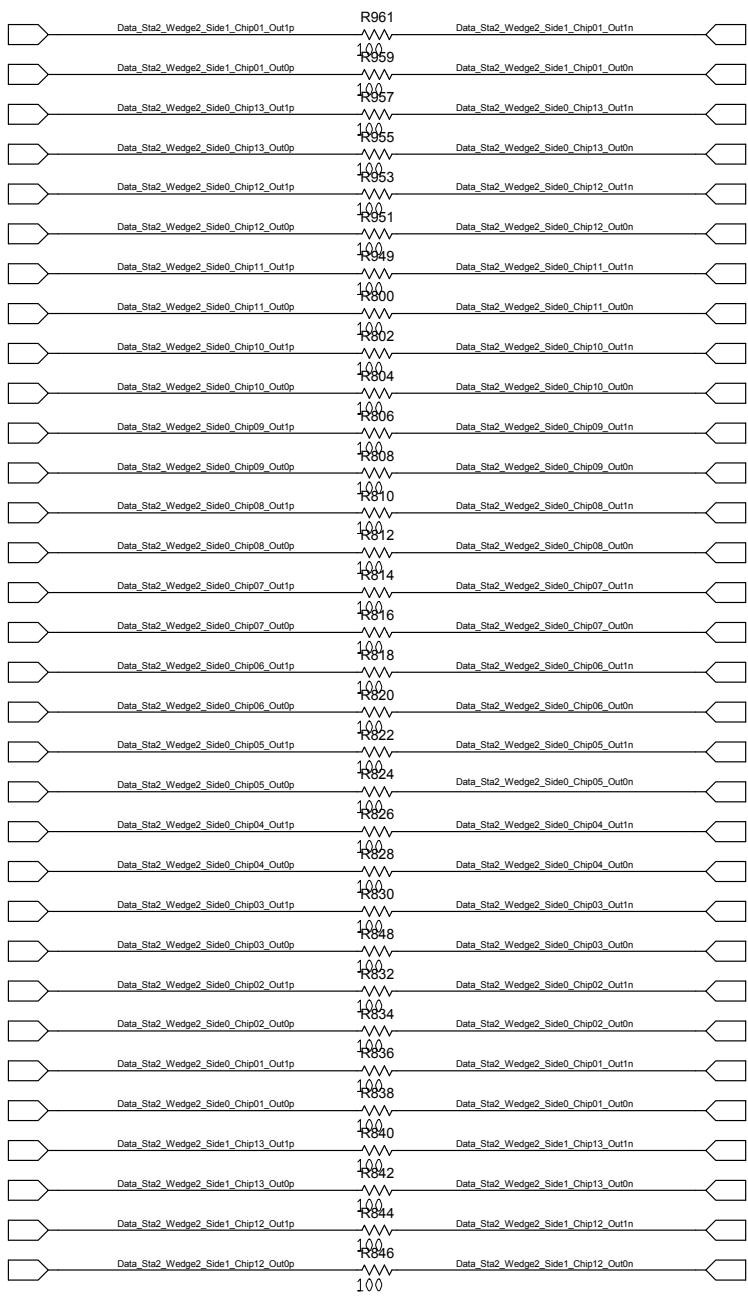 R961
Data_Sta2_Wedge2_Side1_Chip01_Out1p Data_Sta2_Wedge2_Side1_Chip01_Out1n
100
R959
Data_Sta2_Wedge2_Side1_Chip01_Out0p Data_Sta2_Wedge2_Side1_Chip01_Out0n
100
R957
Data_Sta2_Wedge2_Side0_Chip13_Out1p Data_Sta2_Wedge2_Side0_Chip13_Out1n
100
R955
Data_Sta2_Wedge2_Side0_Chip13_Out0p Data_Sta2_Wedge2_Side0_Chip13_Out0n
100
R953
Data_Sta2_Wedge2_Side0_Chip12_Out1p Data_Sta2_Wedge2_Side0_Chip12_Out1n
100
R951
Data_Sta2_Wedge2_Side0_Chip12_Out0p Data_Sta2_Wedge2_Side0_Chip12_Out0n
100
R949
Data_Sta2_Wedge2_Side0_Chip11_Out1p Data_Sta2_Wedge2_Side0_Chip11_Out1n
100
R800
Data_Sta2_Wedge2_Side0_Chip11_Out0p Data_Sta2_Wedge2_Side0_Chip11_Out0n
100
R802
Data_Sta2_Wedge2_Side0_Chip10_Out1p Data_Sta2_Wedge2_Side0_Chip10_Out1n
100
R804
Data_Sta2_Wedge2_Side0_Chip10_Out0p Data_Sta2_Wedge2_Side0_Chip10_Out0n
100
R806
Data_Sta2_Wedge2_Side0_Chip09_Out1p Data_Sta2_Wedge2_Side0_Chip09_Out1n
100
R808
Data_Sta2_Wedge2_Side0_Chip09_Out0p Data_Sta2_Wedge2_Side0_Chip09_Out0n
100
R810
Data_Sta2_Wedge2_Side0_Chip08_Out1p Data_Sta2_Wedge2_Side0_Chip08_Out1n
100
R812
Data_Sta2_Wedge2_Side0_Chip08_Out0p Data_Sta2_Wedge2_Side0_Chip08_Out0n
100
R814
Data_Sta2_Wedge2_Side0_Chip07_Out1p Data_Sta2_Wedge2_Side0_Chip07_Out1n
100
R816
Data_Sta2_Wedge2_Side0_Chip07_Out0p Data_Sta2_Wedge2_Side0_Chip07_Out0n
100
R818
Data_Sta2_Wedge2_Side0_Chip06_Out1p Data_Sta2_Wedge2_Side0_Chip06_Out1n
100
R820
Data_Sta2_Wedge2_Side0_Chip06_Out0p Data_Sta2_Wedge2_Side0_Chip06_Out0n
100
R822
Data_Sta2_Wedge2_Side0_Chip05_Out1p Data_Sta2_Wedge2_Side0_Chip05_Out1n
100
R824
Data_Sta2_Wedge2_Side0_Chip05_Out0p Data_Sta2_Wedge2_Side0_Chip05_Out0n
100
R826
Data_Sta2_Wedge2_Side0_Chip04_Out1p Data_Sta2_Wedge2_Side0_Chip04_Out1n
100
R828
Data_Sta2_Wedge2_Side0_Chip04_Out0p Data_Sta2_Wedge2_Side0_Chip04_Out0n
100
R830
Data_Sta2_Wedge2_Side0_Chip03_Out1p Data_Sta2_Wedge2_Side0_Chip03_Out1n
100
R848
Data_Sta2_Wedge2_Side0_Chip03_Out0p Data_Sta2_Wedge2_Side0_Chip03_Out0n
100
R832
Data_Sta2_Wedge2_Side0_Chip02_Out1p Data_Sta2_Wedge2_Side0_Chip02_Out1n
100
R834
Data_Sta2_Wedge2_Side0_Chip02_Out0p Data_Sta2_Wedge2_Side0_Chip02_Out0n
100
R836
Data_Sta2_Wedge2_Side0_Chip01_Out1p Data_Sta2_Wedge2_Side0_Chip01_Out1n
100
R838
Data_Sta2_Wedge2_Side0_Chip01_Out0p Data_Sta2_Wedge2_Side0_Chip01_Out0n
100
R840
Data_Sta2_Wedge2_Side1_Chip13_Out1p Data_Sta2_Wedge2_Side1_Chip13_Out1n
100
R842
Data_Sta2_Wedge2_Side1_Chip13_Out0p Data_Sta2_Wedge2_Side1_Chip13_Out0n
100
R844
Data_Sta2_Wedge2_Side1_Chip12_Out1p Data_Sta2_Wedge2_Side1_Chip12_Out1n
100
R846
Data_Sta2_Wedge2_Side1_Chip12_Out0p Data_Sta2_Wedge2_Side1_Chip12_Out0n
100